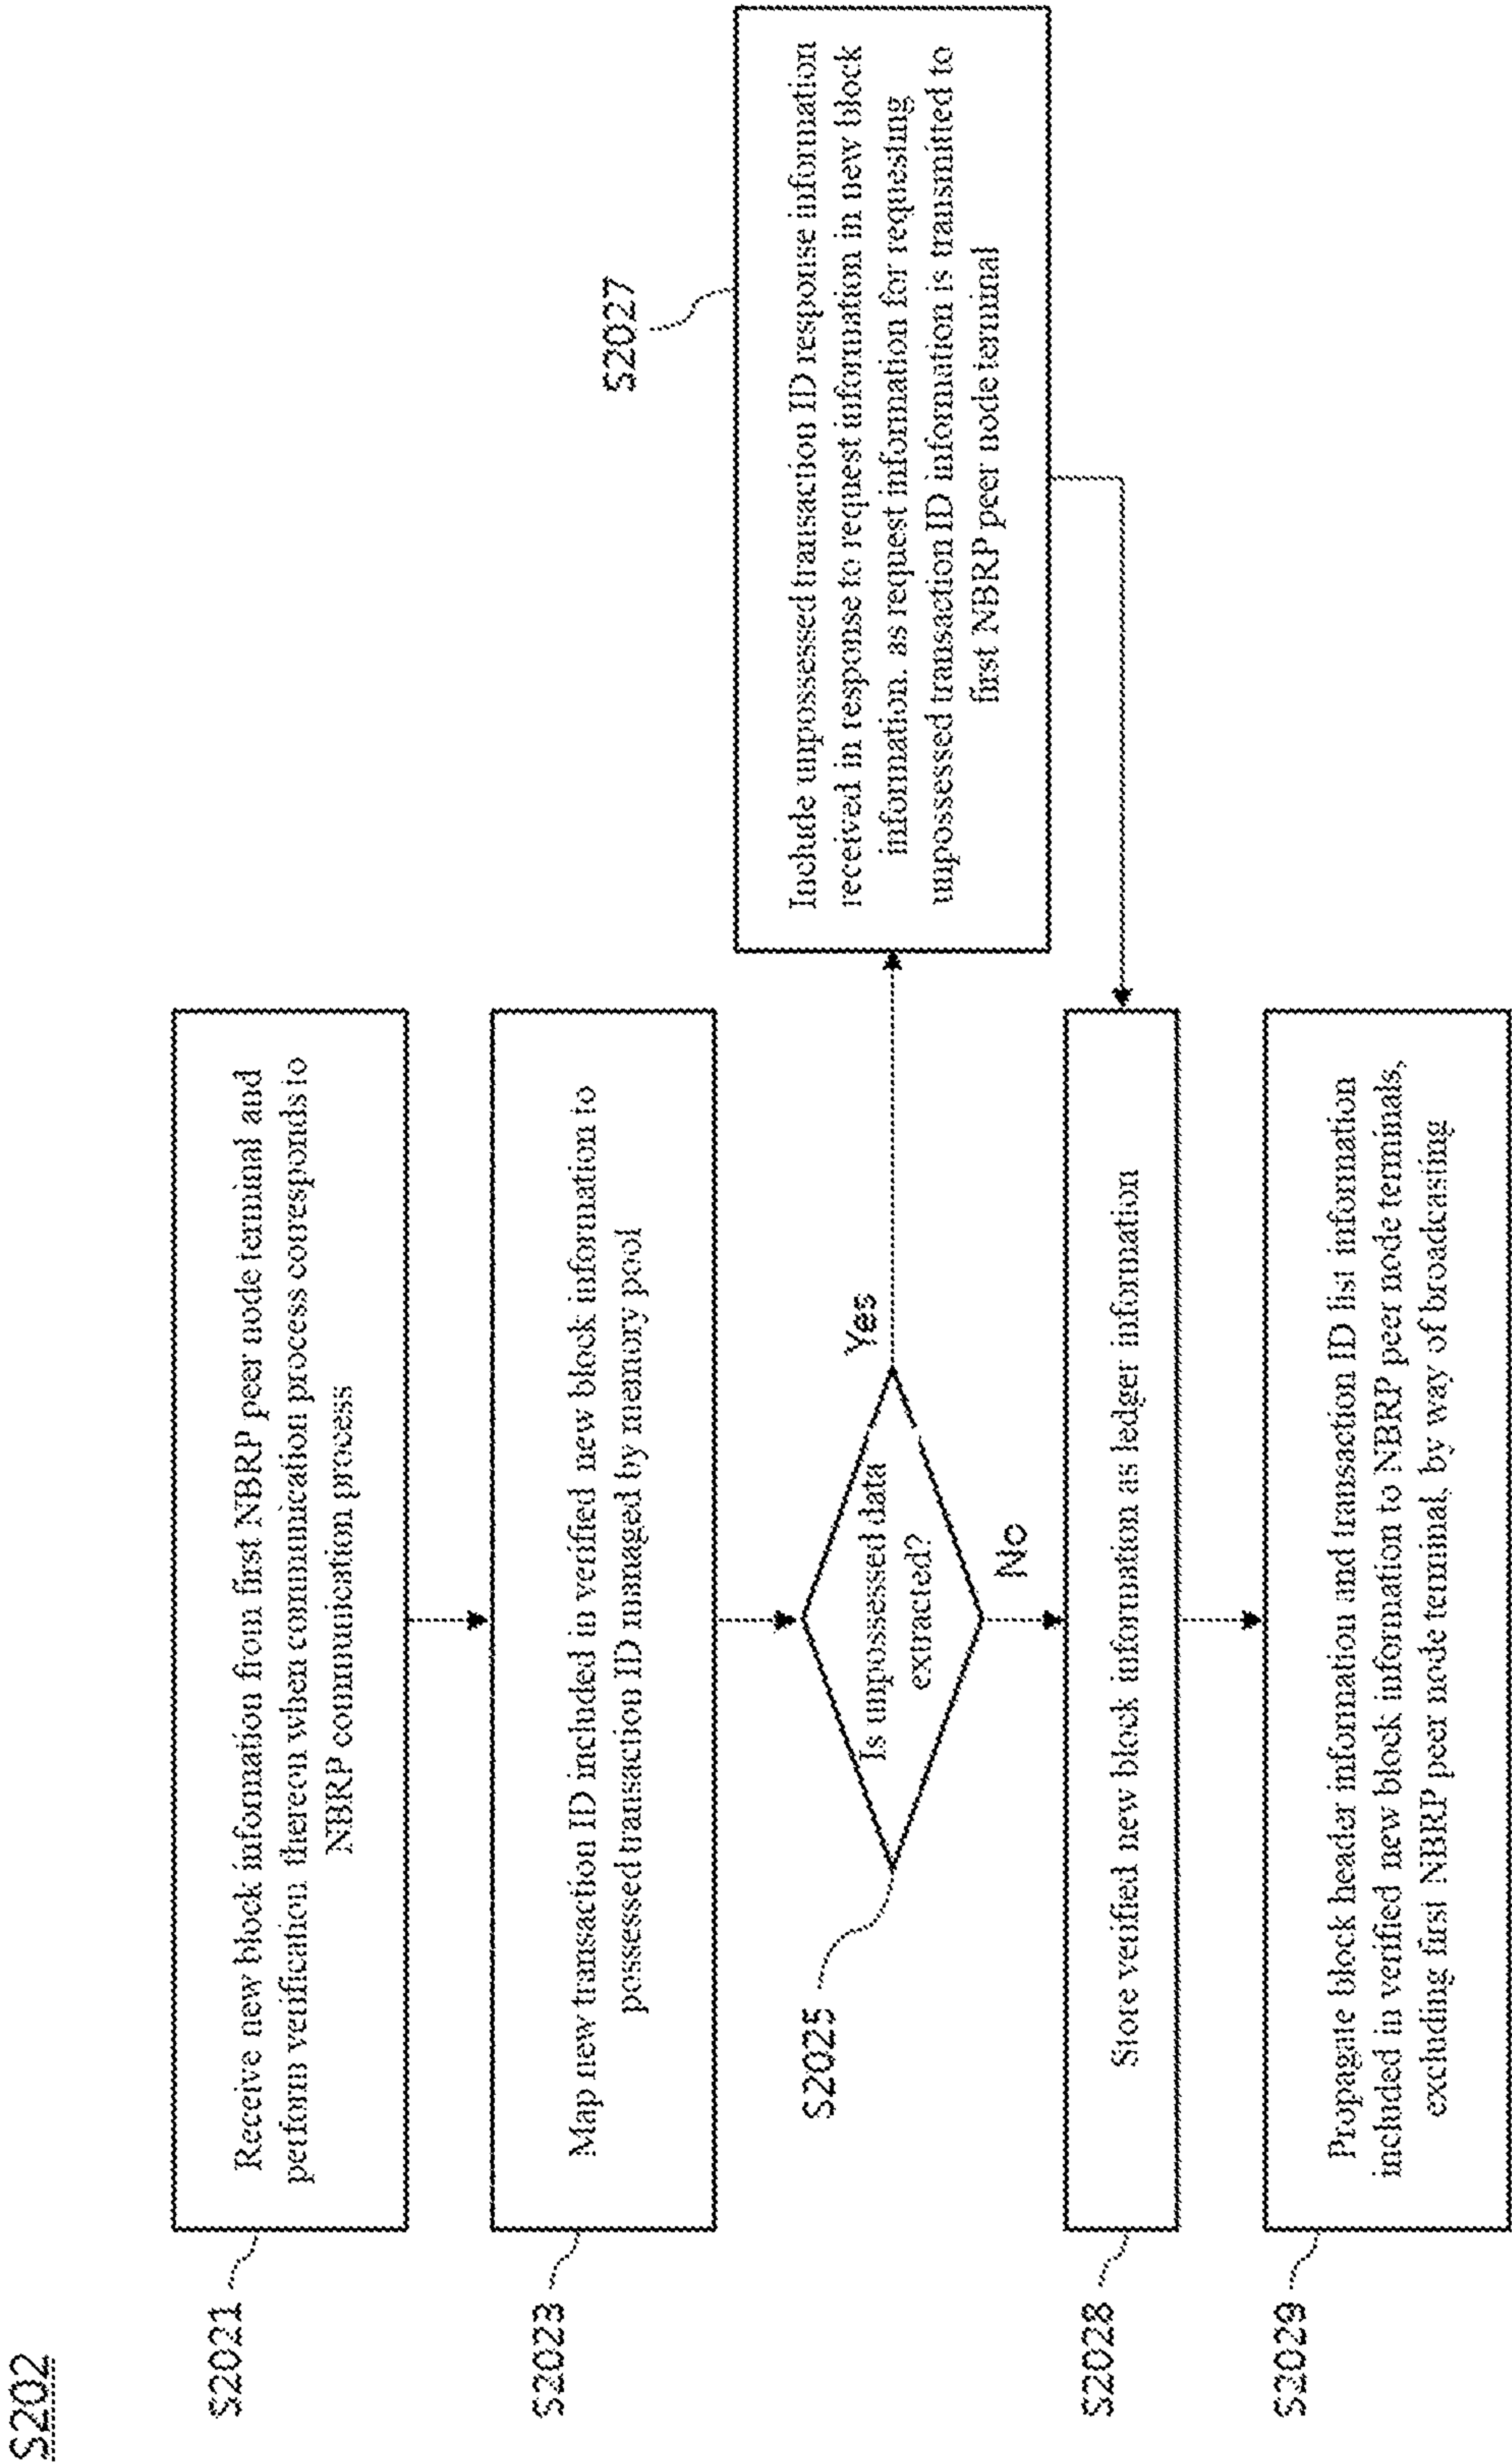 S202
S2021
Receive new block information from first NBRP peer node terminal and
perform verification thereon when communication process corresponds to
NBRP communication process
S2023
Map new transaction ID included in verified new block information to
possessed transaction ID managed by memory pool
S2025
Is unpossessed data
extracted?
Yes
No
S2027
Include unpossessed transaction ID response information
received in response to request information in new block
information, as request information for requesting
unpossessed transaction ID information is transmitted to
first NBRP peer node terminal
S2028
Store verified new block information as ledger information
S2029
Propagate block header information and transaction ID list information
included in verified new block information to NBRP peer node terminals,
excluding first NBRP peer node terminal, by way of broadcasting